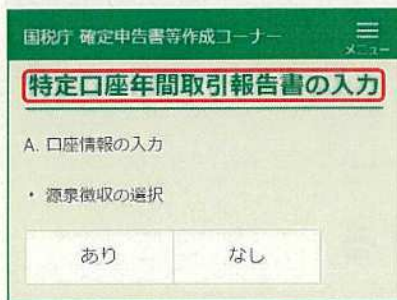 国税庁 確定申告書等作成コーナー
メニュー
特定口座年間取引報告書の入力
A. 口座情報の入力
・ 源泉徴収の選択
あり
なし